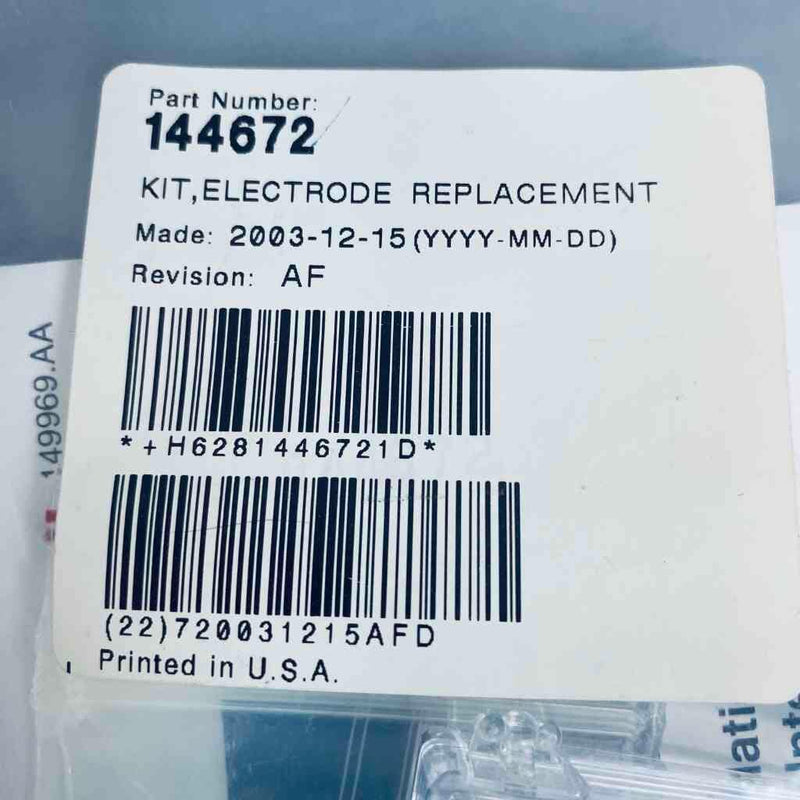 Part Number:
144672
KIT,ELECTRODE REPLACEMENT
Made: 2003-12-15(YYYY-MM-DD)
Revision: AF
*+H6281446721D*
(22)720031215AFD
Printed in U.S.A.
149969.AA